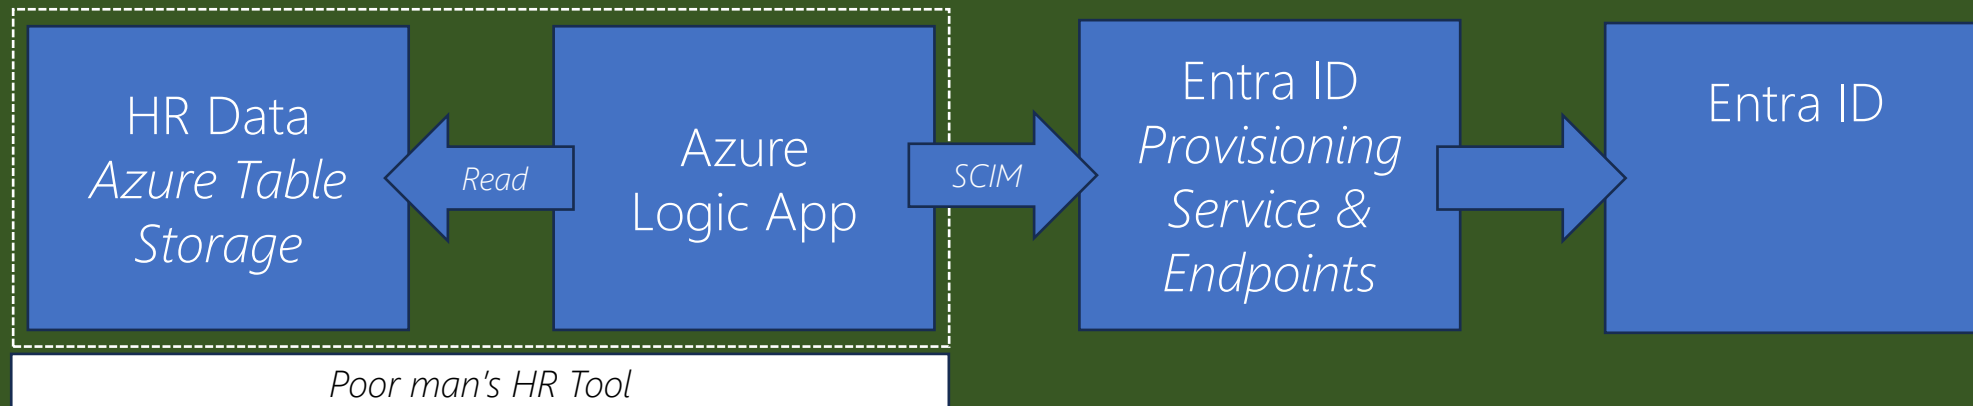 HR Data
Azure Table
Storage
Read
Azure
Logic App
SCIM
Entra ID
Provisioning
Service &
Endpoints
Entra ID
Poor man's HR Tool